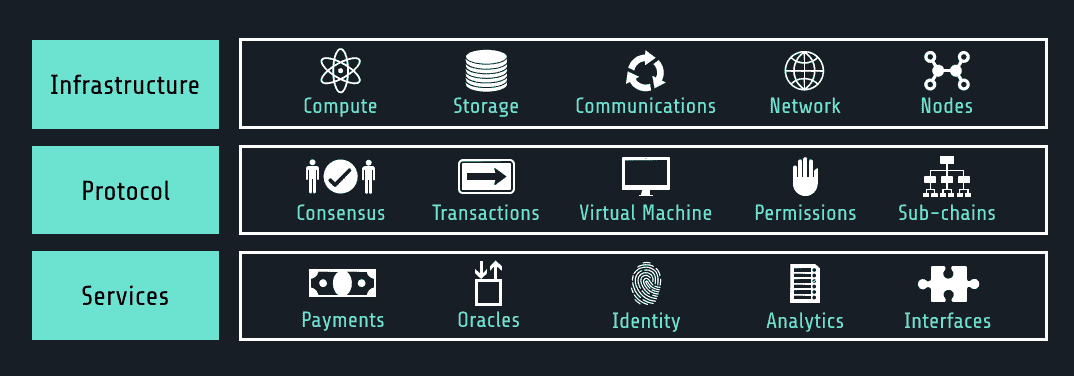 Infrastructure
Compute
Storage
Communications
Network
Nodes
Protocol
Consensus
Transactions
Virtual Machine
Permissions
Sub-chains
Services
Payments
Oracles
Identity
Analytics
Interfaces